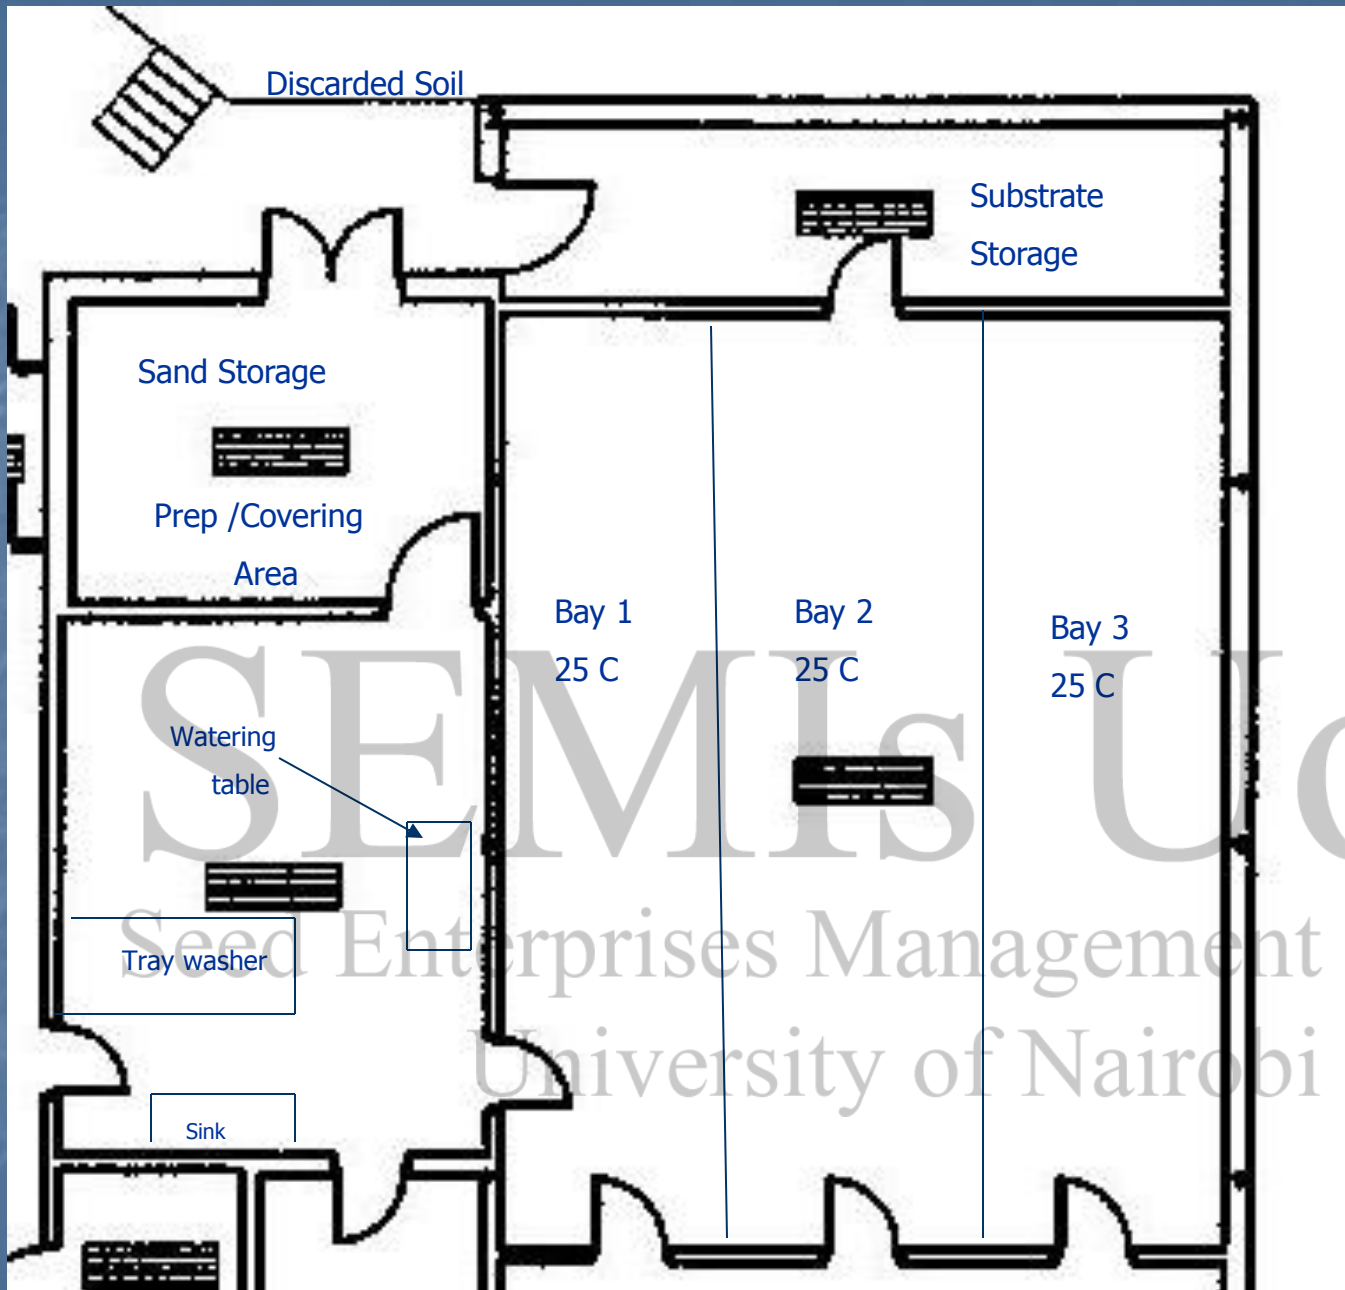 Discarded Soil
Substrate
Storage
Sand Storage
Prep /Covering
Area
Bay 1
25 C
Bay 2
25 C
Bay 3
25 C
Watering
table
Tray washer
Sink
SEMIs Uo
Seed Enterprises Management
University of Nairobi